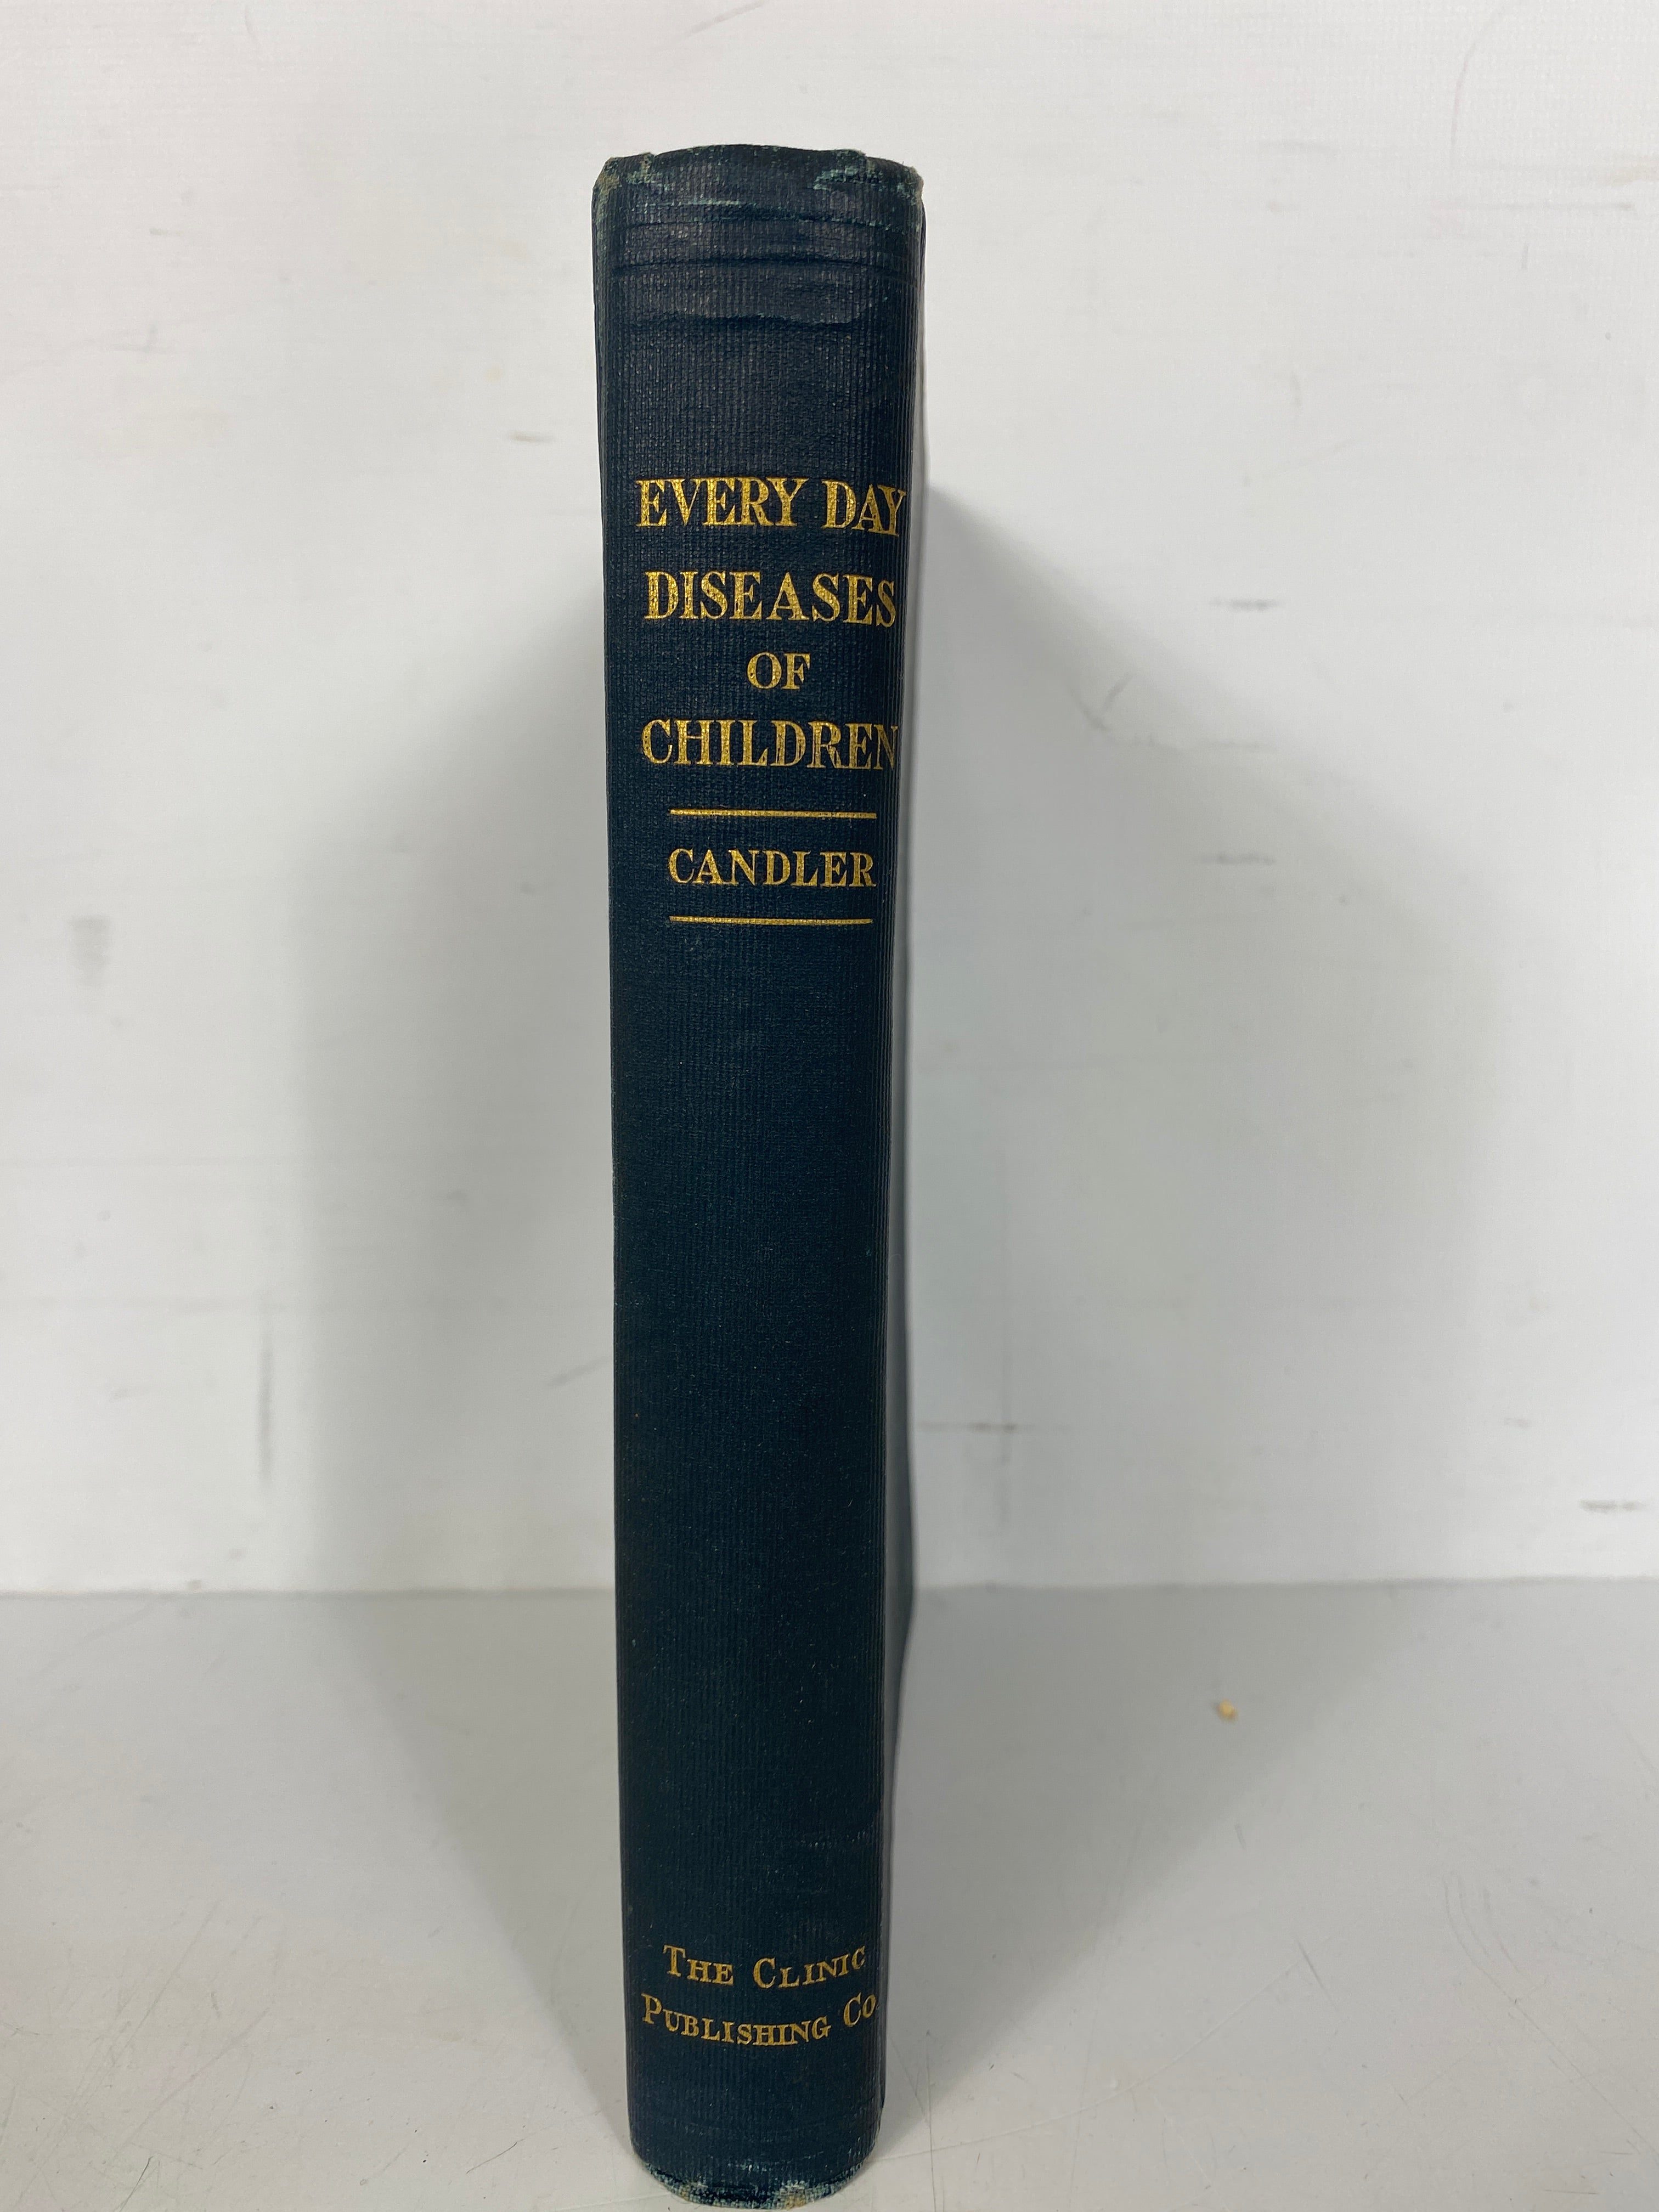 EVERY DAY
DISEASES
OF
CHILDREN
CANDLER
THE CLINIC
PUBLISHING CO